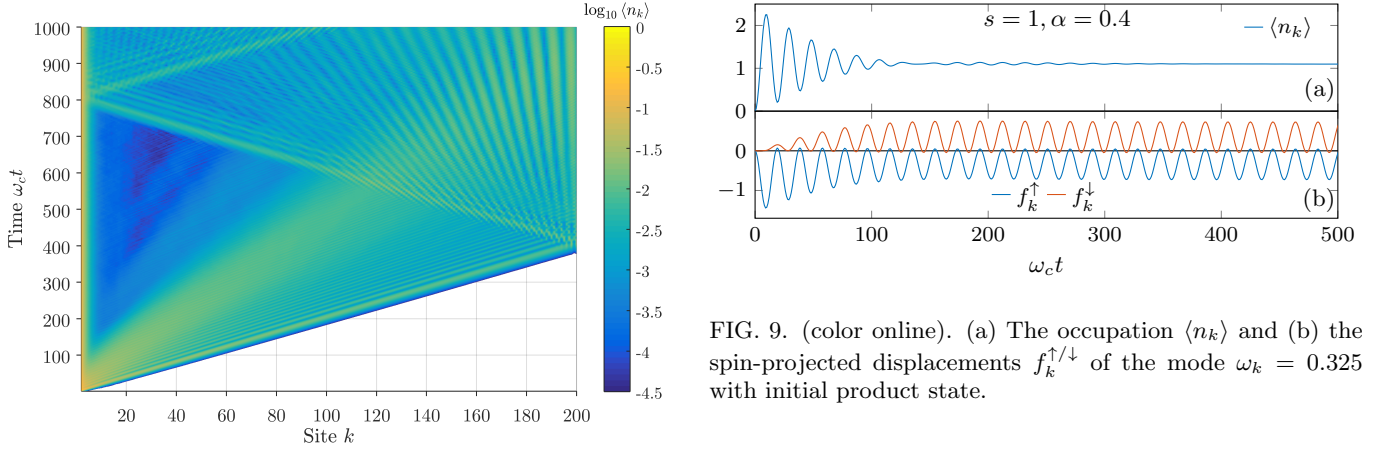 log₁₀ ⟨nₖ⟩
1000
900
800
700
600
500
400
300
200
100
Time ω_c t
20 40 60 80 100 120 140 160 180 200
Site k
0
-0.5
-1
-1.5
-2
-2.5
-3
-3.5
-4
-4.5
s = 1, α = 0.4
⟨nₖ⟩
2
1
0
(a)
0
−1
f_k^↑ f_k^↓
(b)
0 100 200 300 400 500
ω_c t
FIG. 9. (color online). (a) The occupation ⟨nₖ⟩ and (b) the
spin-projected displacements f_k^{↑/↓} of the mode ωₖ = 0.325
with initial product state.